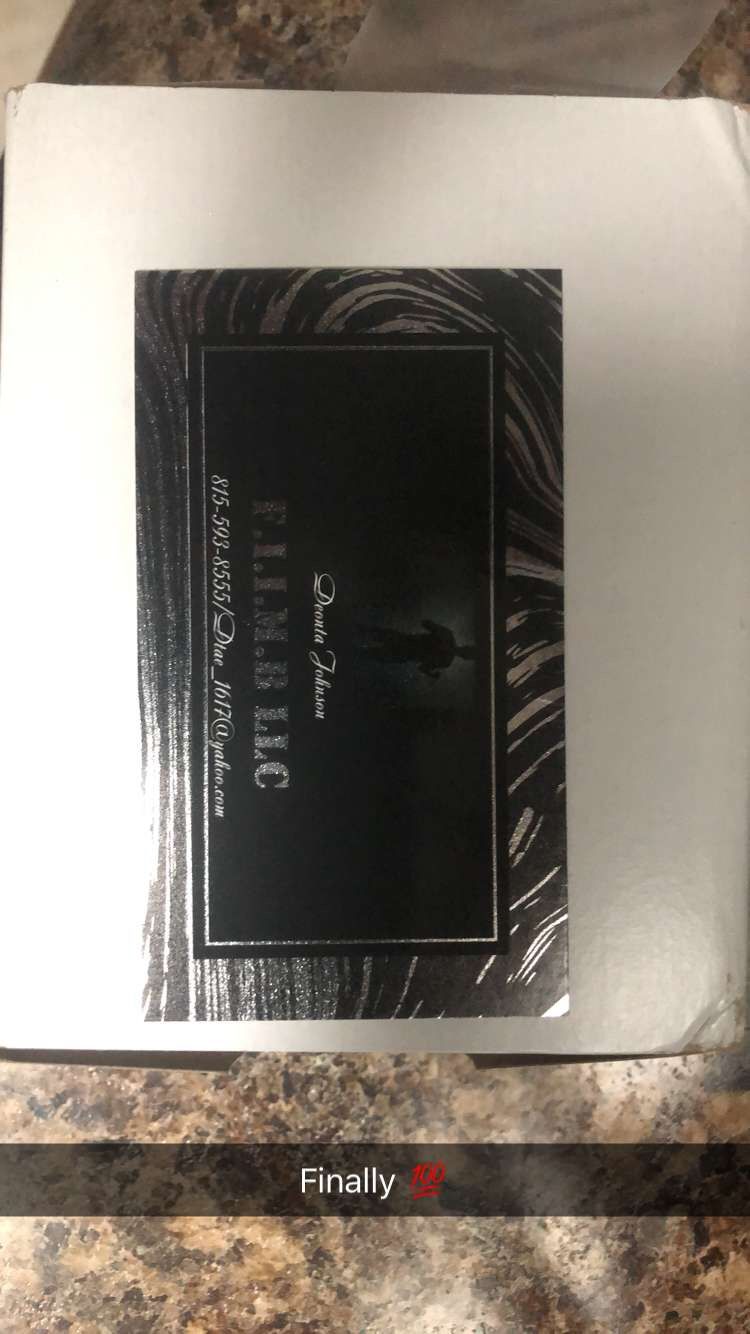 Deonta Johnson
F.I.I.M.B LLC
815-593-8555/Dtae_1617@yahoo.com
Finally 💯